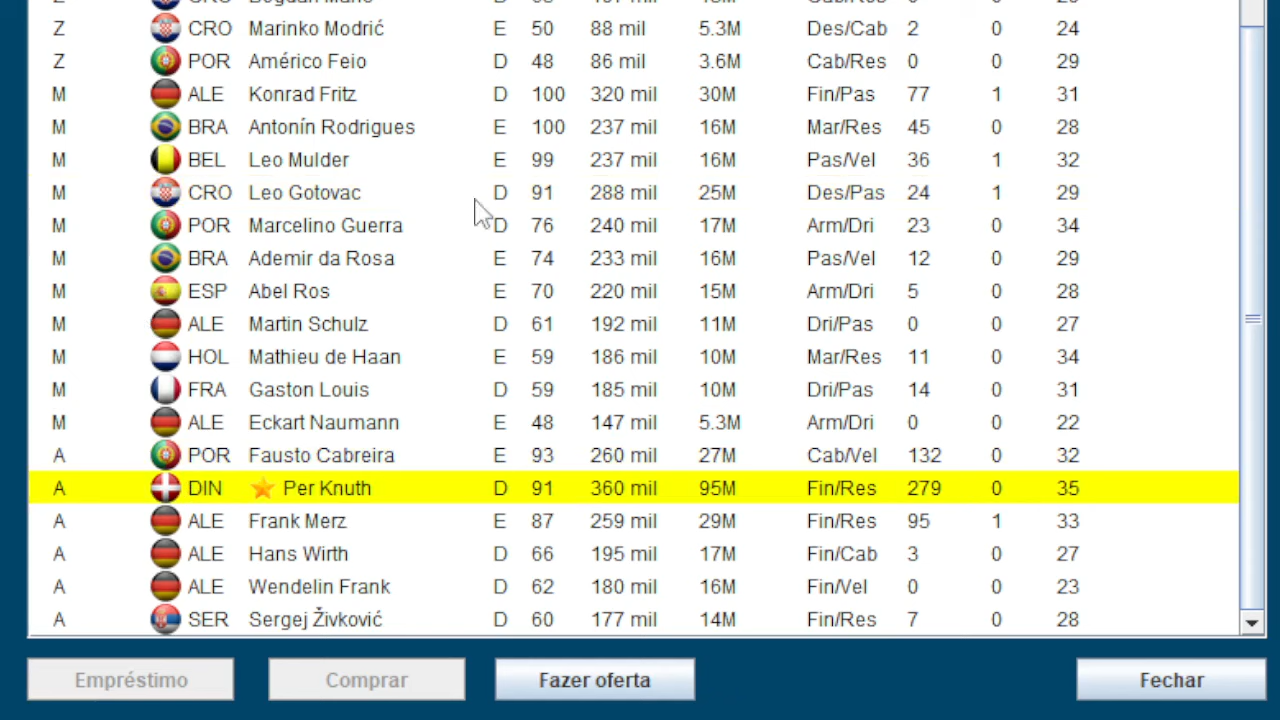 Z CRO Marinko Modrić E 50 88 mil 5.3M Des/Cab 2 0 24
Z POR Américo Feio D 48 86 mil 3.6M Cab/Res 0 0 29
M ALE Konrad Fritz D 100 320 mil 30M Fin/Pas 77 1 31
M BRA Antonín Rodrigues E 100 237 mil 16M Mar/Res 45 0 28
M BEL Leo Mulder E 99 237 mil 16M Pas/Vel 36 1 32
M CRO Leo Gotovac D 91 288 mil 25M Des/Pas 24 1 29
M POR Marcelino Guerra D 76 240 mil 17M Arm/Dri 23 0 34
M BRA Ademir da Rosa E 74 233 mil 16M Pas/Vel 12 0 29
M ESP Abel Ros E 70 220 mil 15M Arm/Dri 5 0 28
M ALE Martin Schulz D 61 192 mil 11M Dri/Pas 0 0 27
M HOL Mathieu de Haan E 59 186 mil 10M Mar/Res 11 0 34
M FRA Gaston Louis D 59 185 mil 10M Dri/Pas 14 0 31
M ALE Eckart Naumann E 48 147 mil 5.3M Arm/Dri 0 0 22
A POR Fausto Cabreira E 93 260 mil 27M Cab/Vel 132 0 32
A DIN Per Knuth D 91 360 mil 95M Fin/Res 279 0 35
A ALE Frank Merz E 87 259 mil 29M Fin/Res 95 1 33
A ALE Hans Wirth D 66 195 mil 17M Fin/Cab 3 0 27
A ALE Wendelin Frank D 62 180 mil 16M Fin/Vel 0 0 23
A SER Sergej Živković D 60 177 mil 14M Fin/Res 7 0 28
Empréstimo Comprar Fazer oferta Fechar